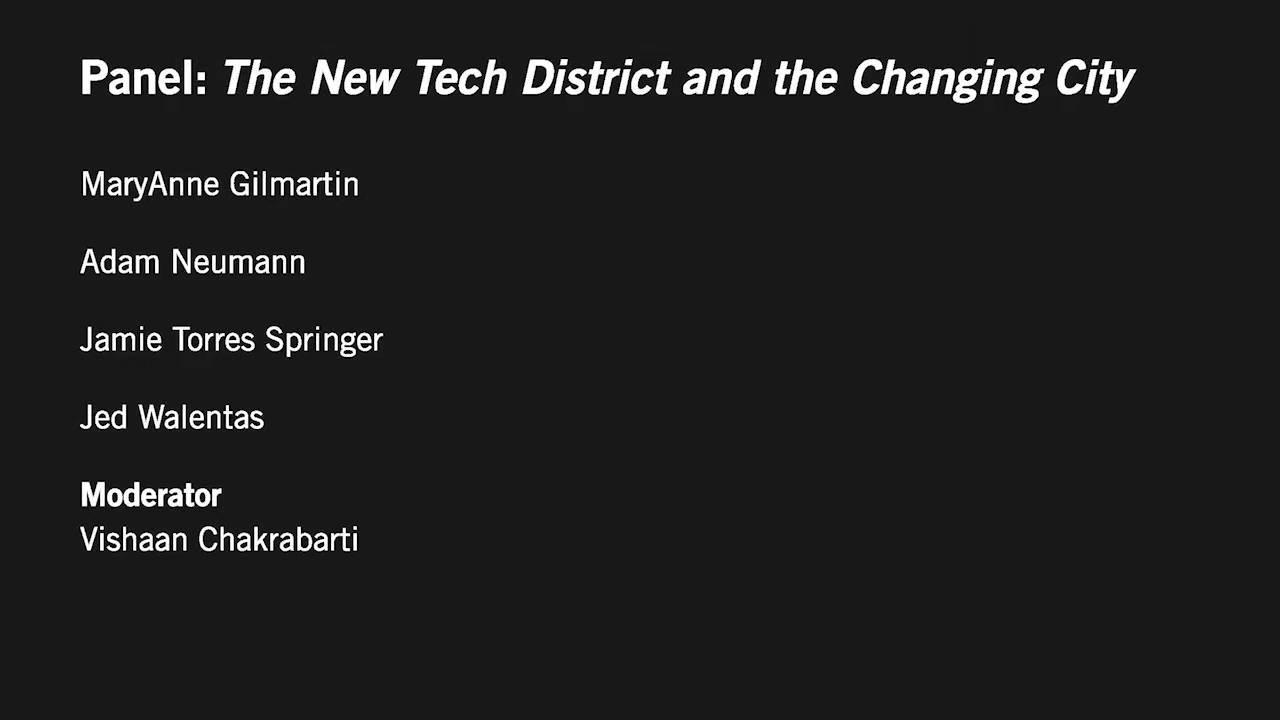 Panel: The New Tech District and the Changing City
MaryAnne Gilmartin
Adam Neumann
Jamie Torres Springer
Jed Walentas
Moderator
Vishaan Chakrabarti